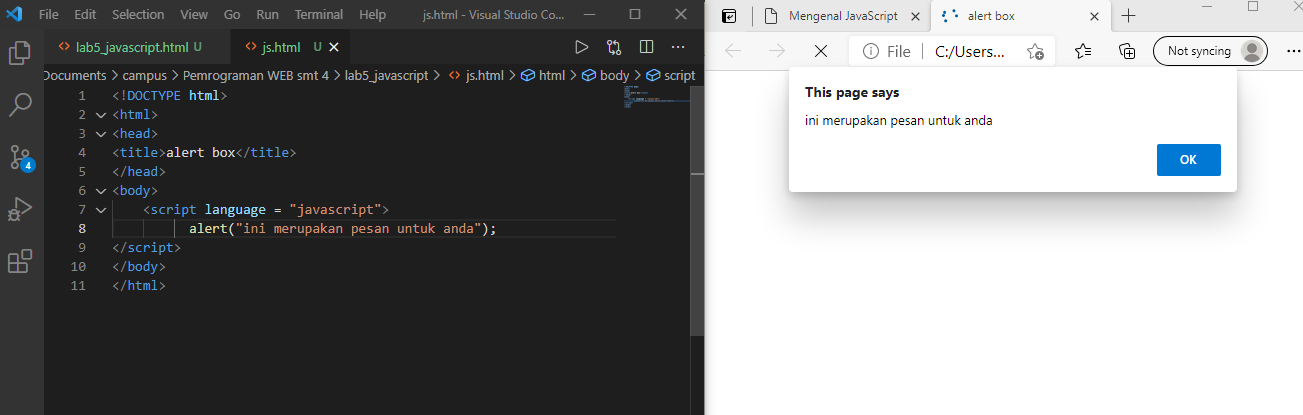 File Edit Selection View Go Run Terminal Help js.html - Visual Studio Co...
lab5_javascript.html U js.html U
Documents > campus > Pemrograman WEB smt 4 > lab5_javascript > js.html > html > body > script
1 <!DOCTYPE html>
2 <html>
3 <head>
4 <title>alert box</title>
5 </head>
6 <body>
7 <script language = "javascript">
8 alert("ini merupakan pesan untuk anda");
9 </script>
10 </body>
11 </html>
4
Mengenal JavaScript alert box
File C:/Users... Not syncing
This page says
ini merupakan pesan untuk anda
OK